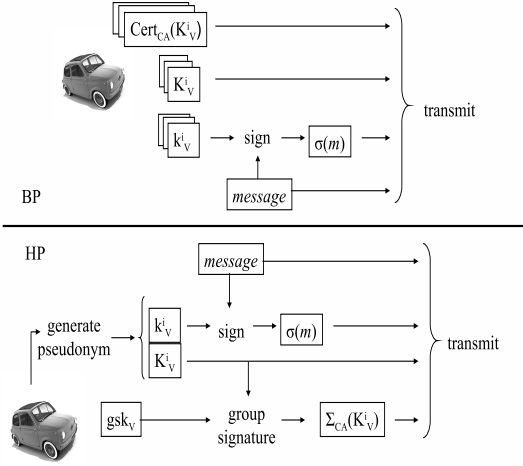 Cert_CA(K^i_V)
K^i_V
k^i_V
sign
σ(m)
transmit
message
BP
HP
message
generate
pseudonym
k^i_V
sign
σ(m)
K^i_V
transmit
gsk_V
group
signature
Σ_CA(K^i_V)